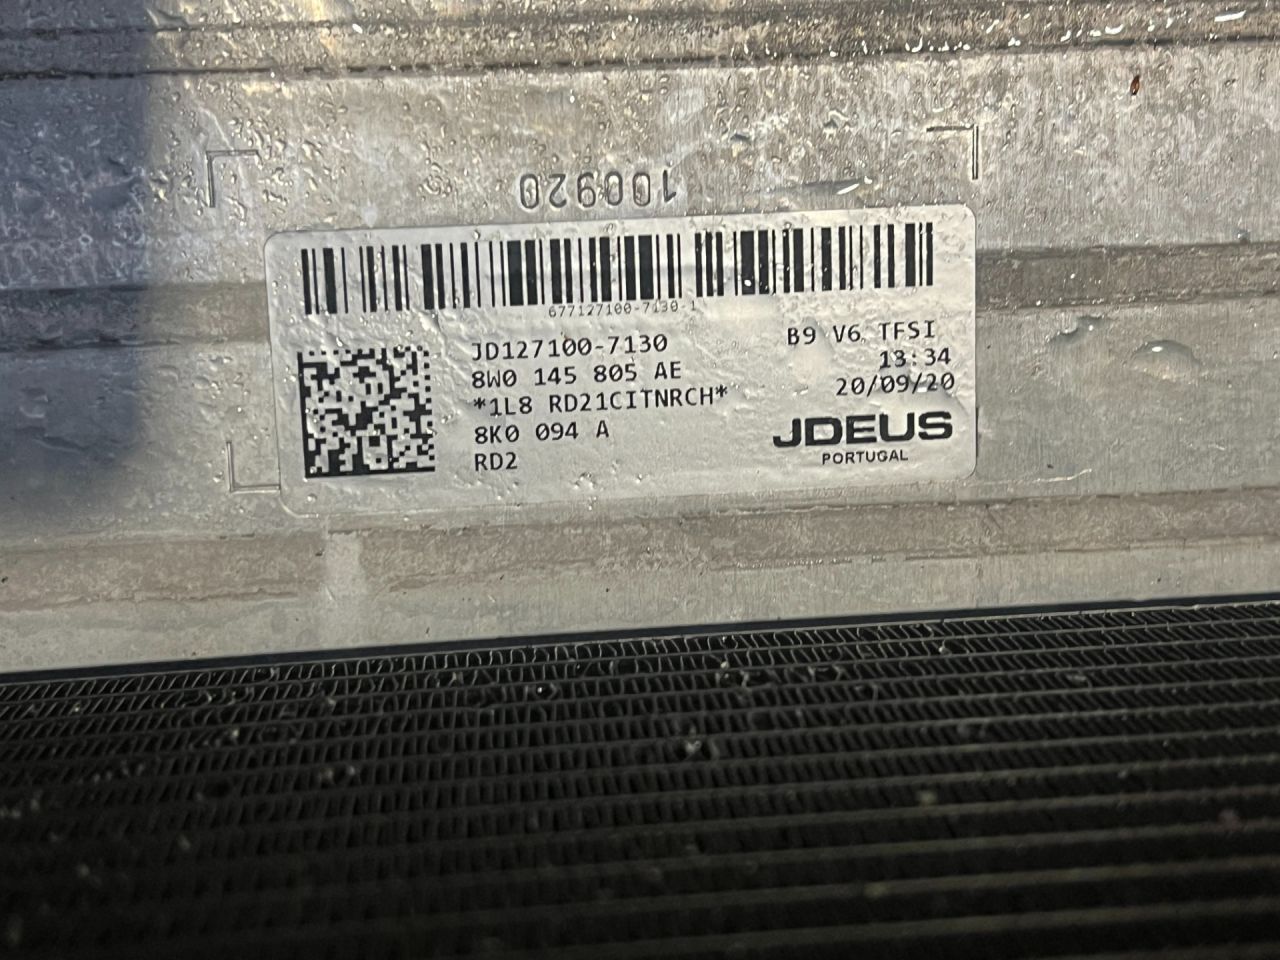 100920
677127100-7130-1
JD127100-7130
8W0 145 805 AE
*1L8 RD21CITNRCH*
8K0 094 A
RD2
B9 V6 TFSI
13:34
20/09/20
JDEUS
PORTUGAL